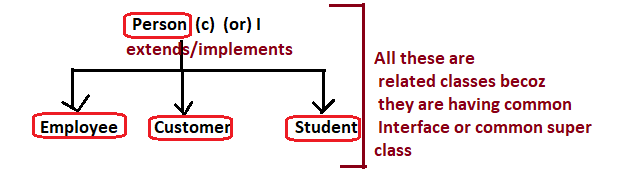 Person (c) (or) I
extends/implements
Employee
Customer
Student
All these are
related classes becoz
they are having common
Interface or common super
class